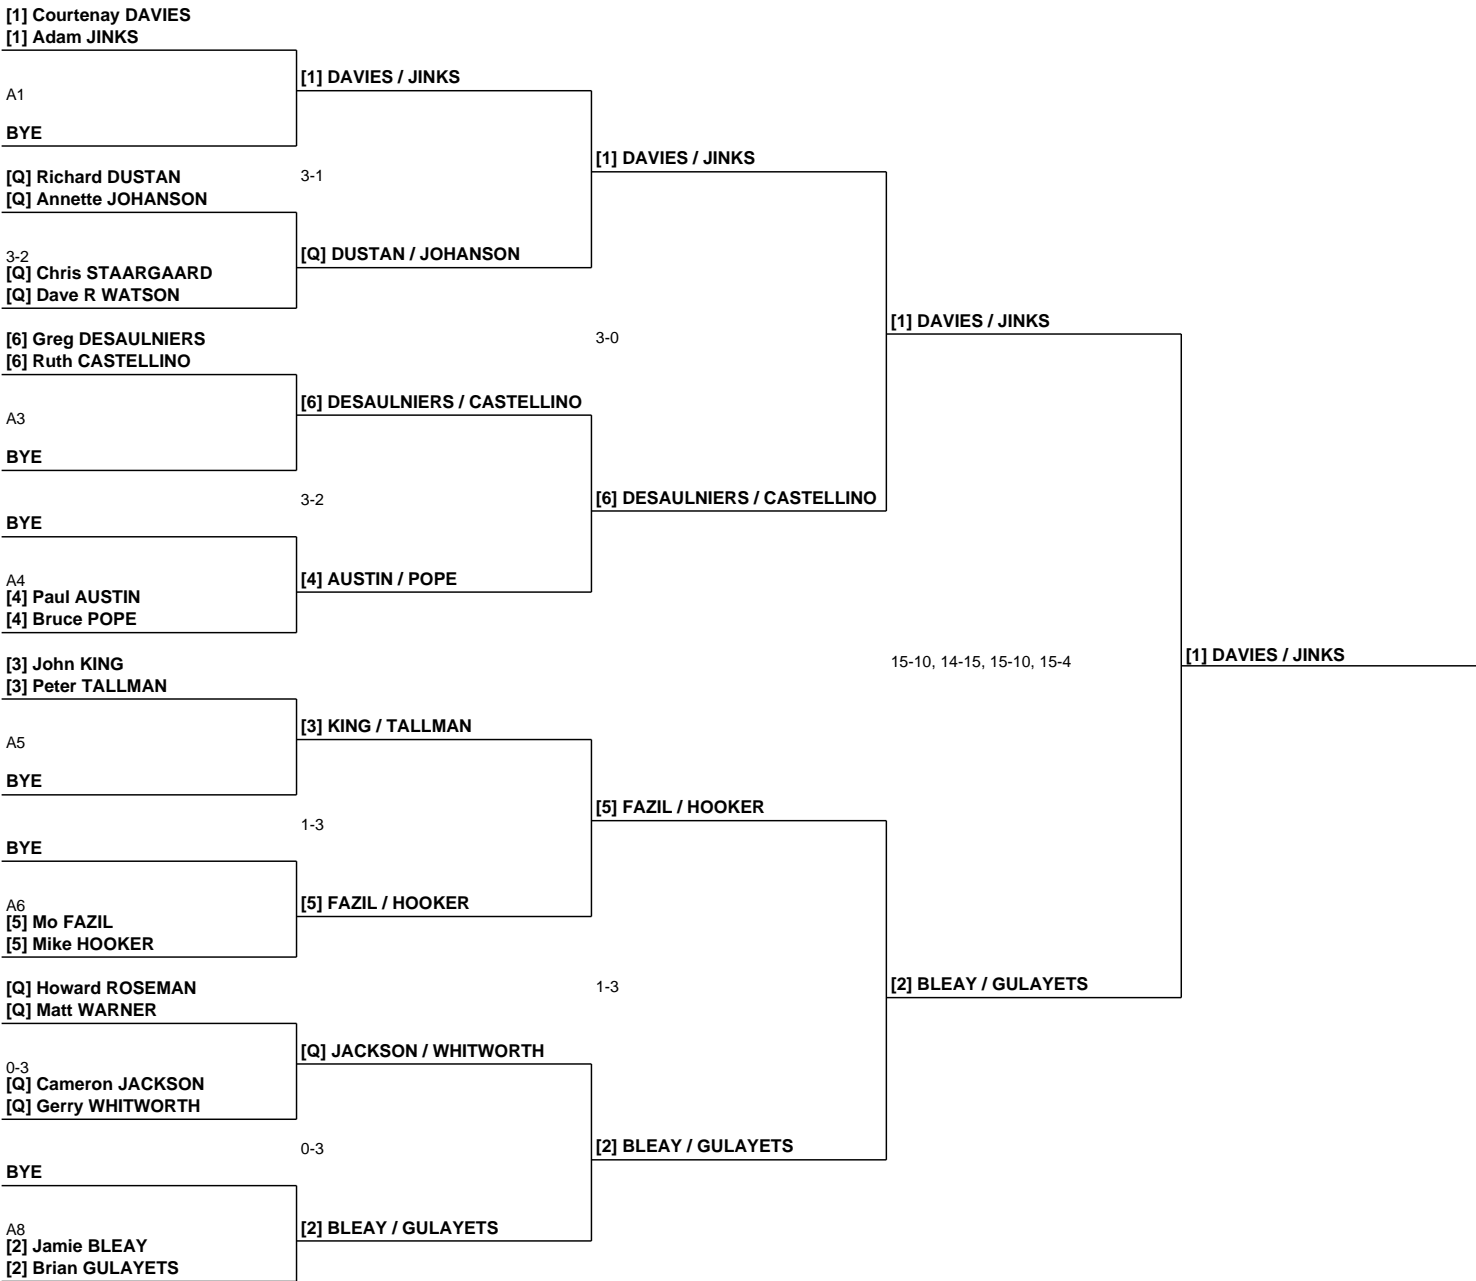 [1] Courtenay DAVIES
[1] Adam JINKS
[1] DAVIES / JINKS
A1
BYE
[1] DAVIES / JINKS
[Q] Richard DUSTAN
3-1
[Q] Annette JOHANSON
[Q] DUSTAN / JOHANSON
3-2
[Q] Chris STAARGAARD
[Q] Dave R WATSON
[1] DAVIES / JINKS
[6] Greg DESAULNIERS
3-0
[6] Ruth CASTELLINO
[6] DESAULNIERS / CASTELLINO
A3
BYE
3-2
[6] DESAULNIERS / CASTELLINO
BYE
A4
[4] AUSTIN / POPE
[4] Paul AUSTIN
[4] Bruce POPE
[3] John KING
15-10, 14-15, 15-10, 15-4
[1] DAVIES / JINKS
[3] Peter TALLMAN
[3] KING / TALLMAN
A5
BYE
[5] FAZIL / HOOKER
1-3
BYE
A6
[5] FAZIL / HOOKER
[5] Mo FAZIL
[5] Mike HOOKER
[Q] Howard ROSEMAN
1-3
[2] BLEAY / GULAYETS
[Q] Matt WARNER
[Q] JACKSON / WHITWORTH
0-3
[Q] Cameron JACKSON
[Q] Gerry WHITWORTH
0-3
[2] BLEAY / GULAYETS
BYE
A8
[2] BLEAY / GULAYETS
[2] Jamie BLEAY
[2] Brian GULAYETS